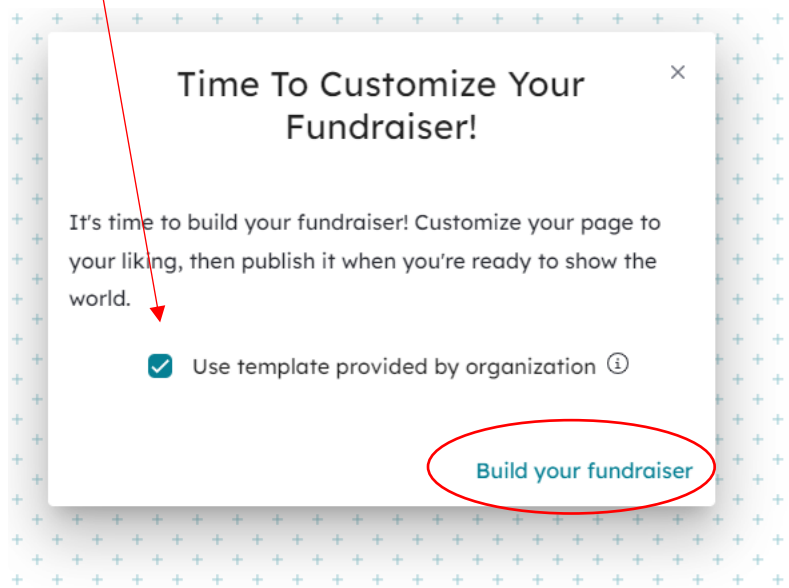 Time To Customize Your
Fundraiser!
It's time to build your fundraiser! Customize your page to
your liking, then publish it when you're ready to show the
world.
Use template provided by organization
Build your fundraiser